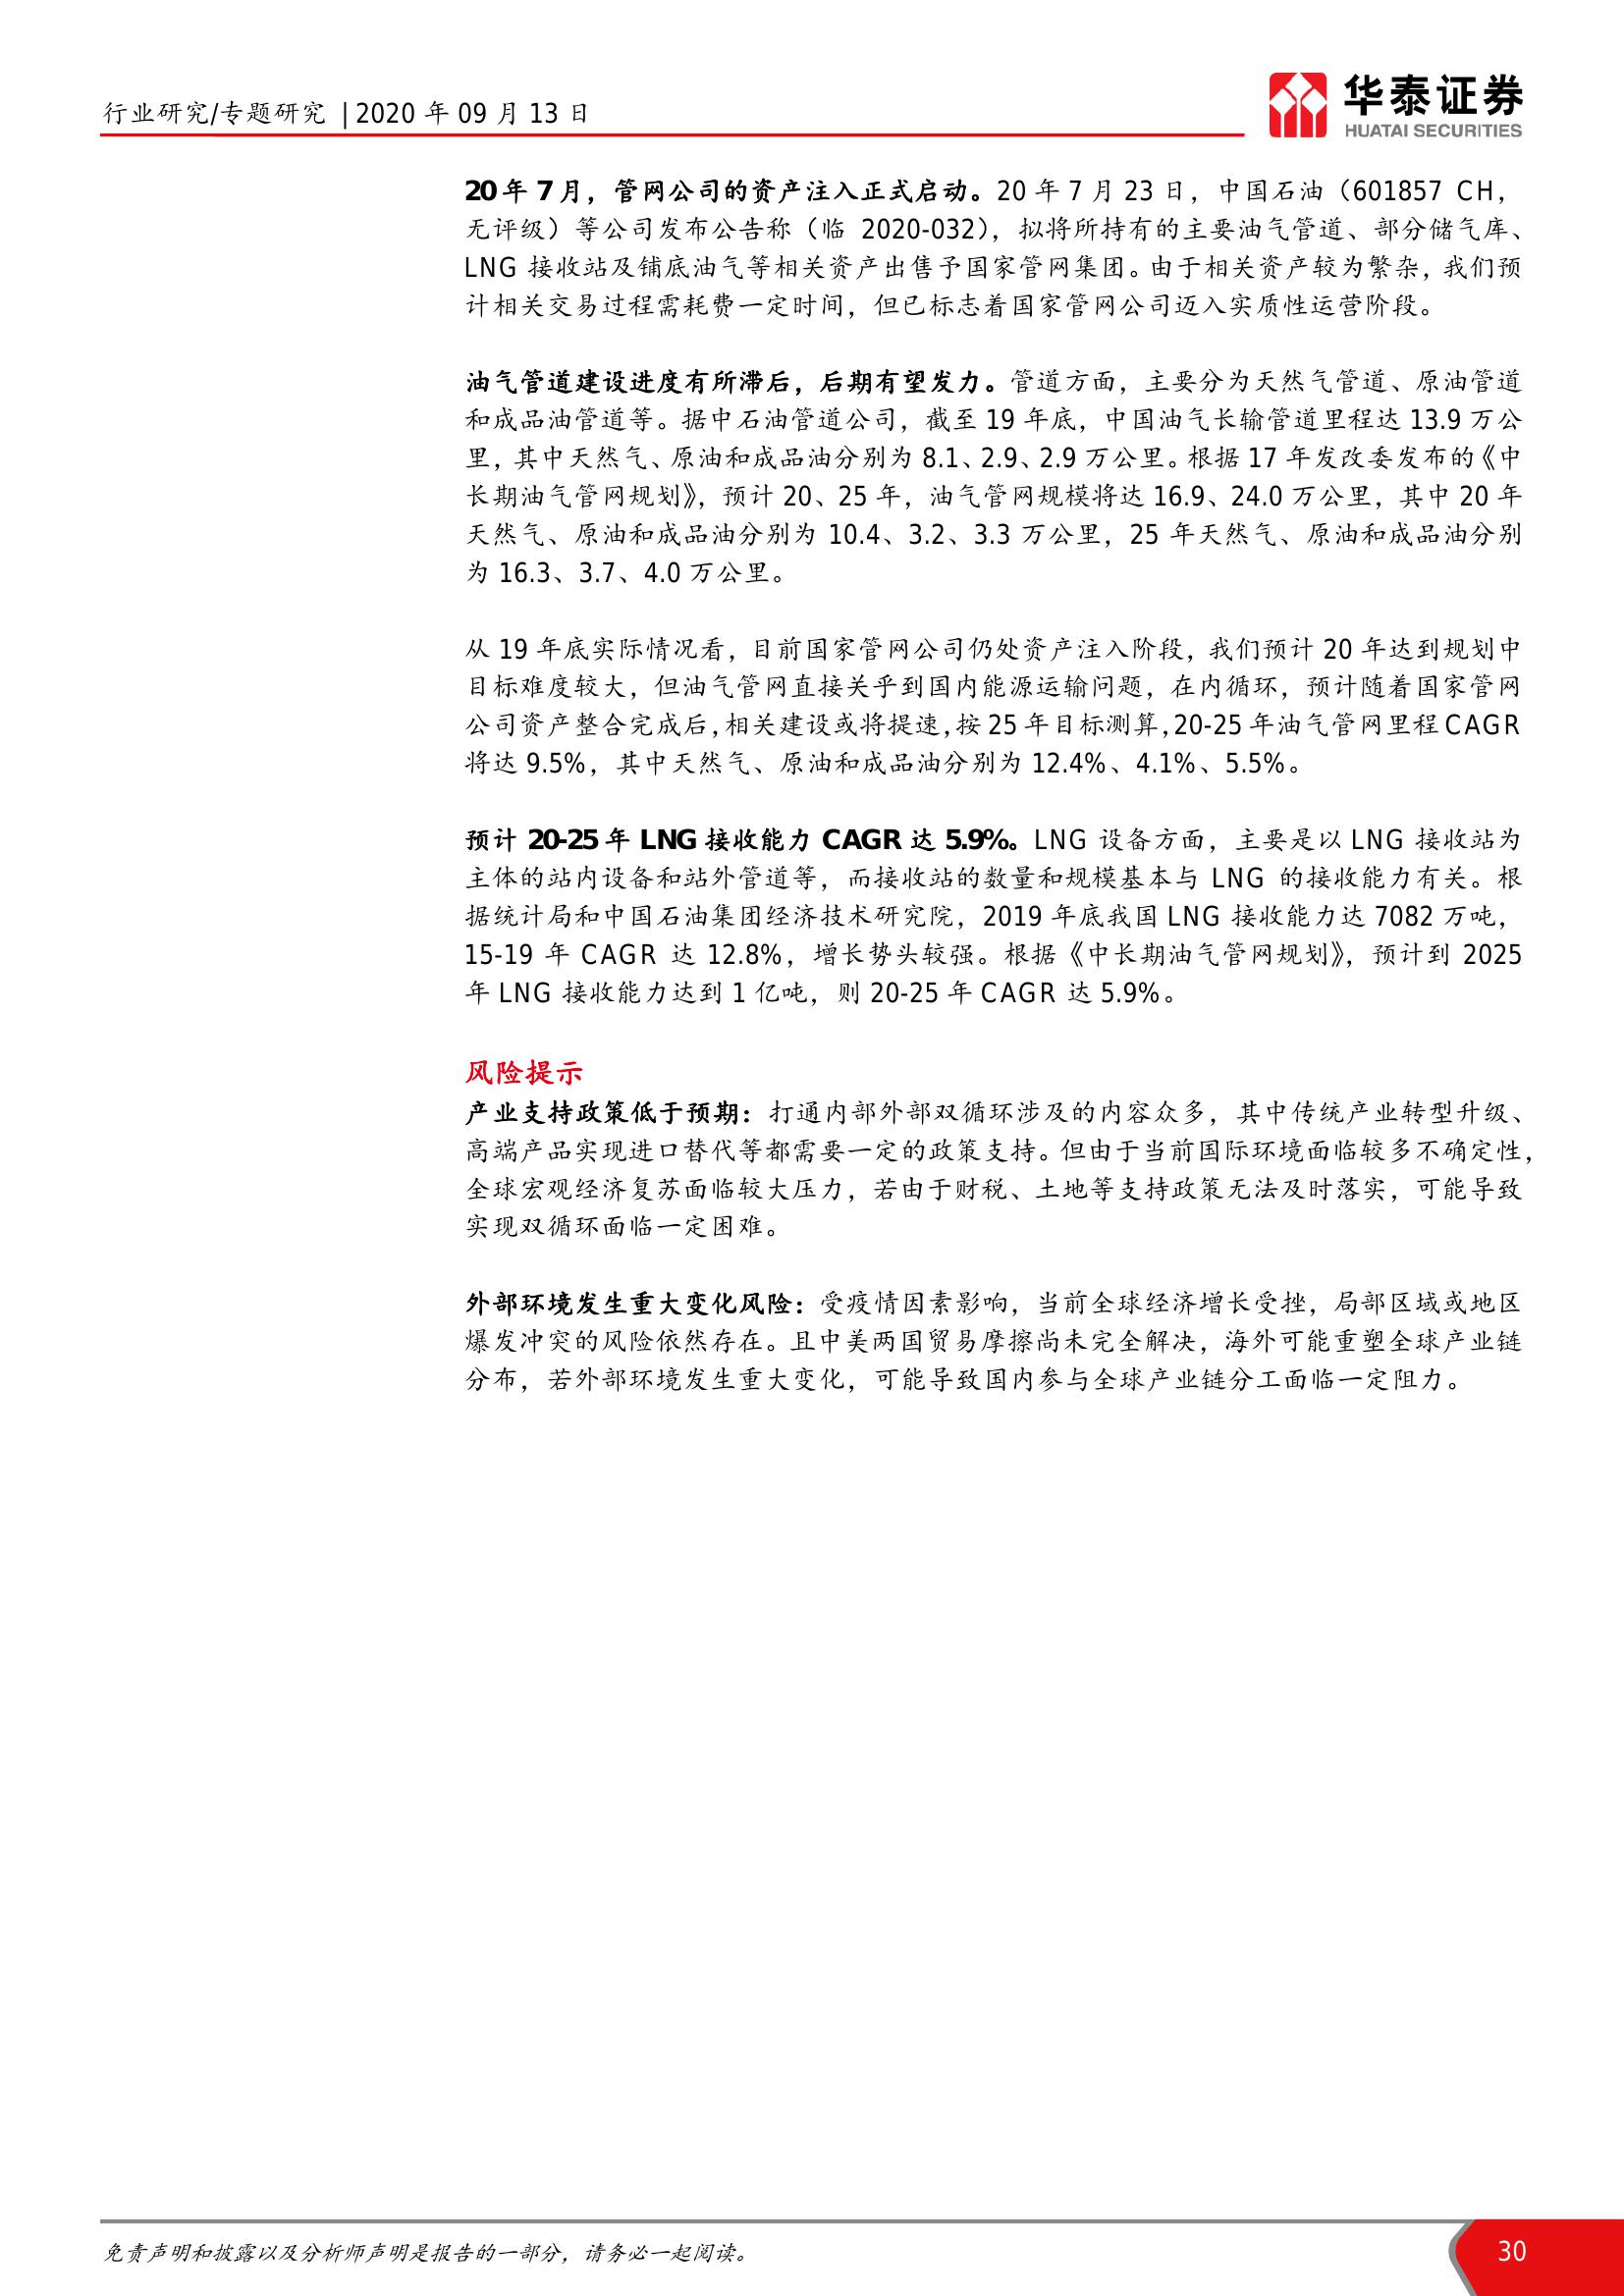 行业研究/专题研究 | 2020 年 09 月 13 日
华泰证券
HUATAI SECURITIES
20 年 7 月，管网公司的资产注入正式启动。20 年 7 月 23 日，中国石油（601857 CH，
无评级）等公司发布公告称（临 2020-032），拟将所持有的主要油气管道、部分储气库、
LNG 接收站及铺底油气等相关资产出售予国家管网集团。由于相关资产较为繁杂，我们预
计相关交易过程需耗费一定时间，但已标志着国家管网公司迈入实质性运营阶段。
油气管道建设进度有所滞后，后期有望发力。管道方面，主要分为天然气管道、原油管道
和成品油管道等。据中石油管道公司，截至 19 年底，中国油气长输管道里程达 13.9 万公
里，其中天然气、原油和成品油分别为 8.1、2.9、2.9 万公里。根据 17 年发改委发布的《中
长期油气管网规划》，预计 20、25 年，油气管网规模将达 16.9、24.0 万公里，其中 20 年
天然气、原油和成品油分别为 10.4、3.2、3.3 万公里，25 年天然气、原油和成品油分别
为 16.3、3.7、4.0 万公里。
从 19 年底实际情况看，目前国家管网公司仍处资产注入阶段，我们预计 20 年达到规划中
目标难度较大，但油气管网直接关乎到国内能源运输问题，在内循环，预计随着国家管网
公司资产整合完成后，相关建设或将提速，按 25 年目标测算，20-25 年油气管网里程 CAGR
将达 9.5%，其中天然气、原油和成品油分别为 12.4%、4.1%、5.5%。
预计 20-25 年 LNG 接收能力 CAGR 达 5.9%。LNG 设备方面，主要是以 LNG 接收站为
主体的站内设备和站外管道等，而接收站的数量和规模基本与 LNG 的接收能力有关。根
据统计局和中国石油集团经济技术研究院，2019 年底我国 LNG 接收能力达 7082 万吨，
15-19 年 CAGR 达 12.8%，增长势头较强。根据《中长期油气管网规划》，预计到 2025
年 LNG 接收能力达到 1 亿吨，则 20-25 年 CAGR 达 5.9%。
风险提示
产业支持政策低于预期：打通内部外部双循环涉及的内容众多，其中传统产业转型升级、
高端产品实现进口替代等都需要一定的政策支持。但由于当前国际环境面临较多不确定性，
全球宏观经济复苏面临较大压力，若由于财税、土地等支持政策无法及时落实，可能导致
实现双循环面临一定困难。
外部环境发生重大变化风险：受疫情因素影响，当前全球经济增长受挫，局部区域或地区
爆发冲突的风险依然存在。且中美两国贸易摩擦尚未完全解决，海外可能重塑全球产业链
分布，若外部环境发生重大变化，可能导致国内参与全球产业链分工面临一定阻力。
免责声明和披露以及分析师声明是报告的一部分，请务必一起阅读。
30